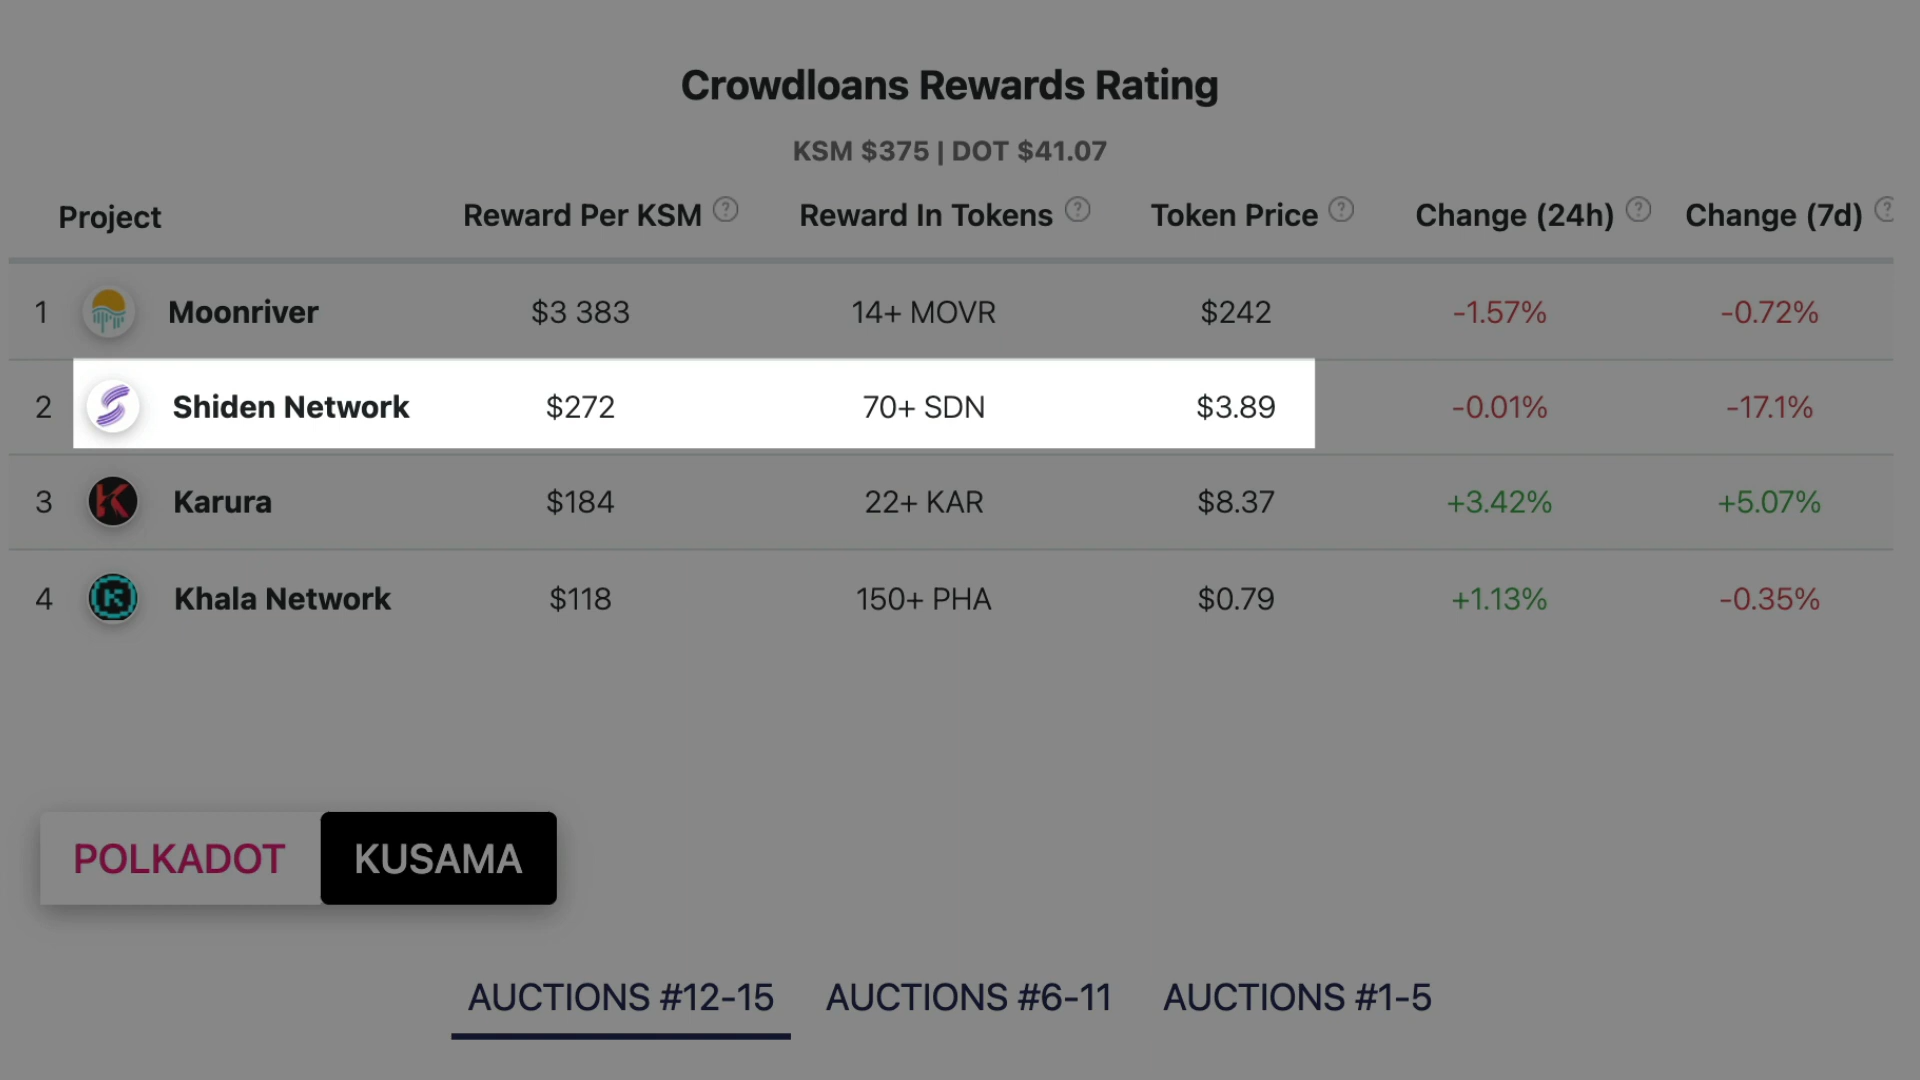 Crowdloans Rewards Rating
KSM $375 | DOT $41.07
Project Reward Per KSM ? Reward In Tokens ? Token Price ? Change (24h) ? Change (7d) ?
1 Moonriver $3 383 14+ MOVR $242 -1.57% -0.72%
2 Shiden Network $272 70+ SDN $3.89 -0.01% -17.1%
3 Karura $184 22+ KAR $8.37 +3.42% +5.07%
4 Khala Network $118 150+ PHA $0.79 +1.13% -0.35%
POLKADOT KUSAMA
AUCTIONS #12-15 AUCTIONS #6-11 AUCTIONS #1-5